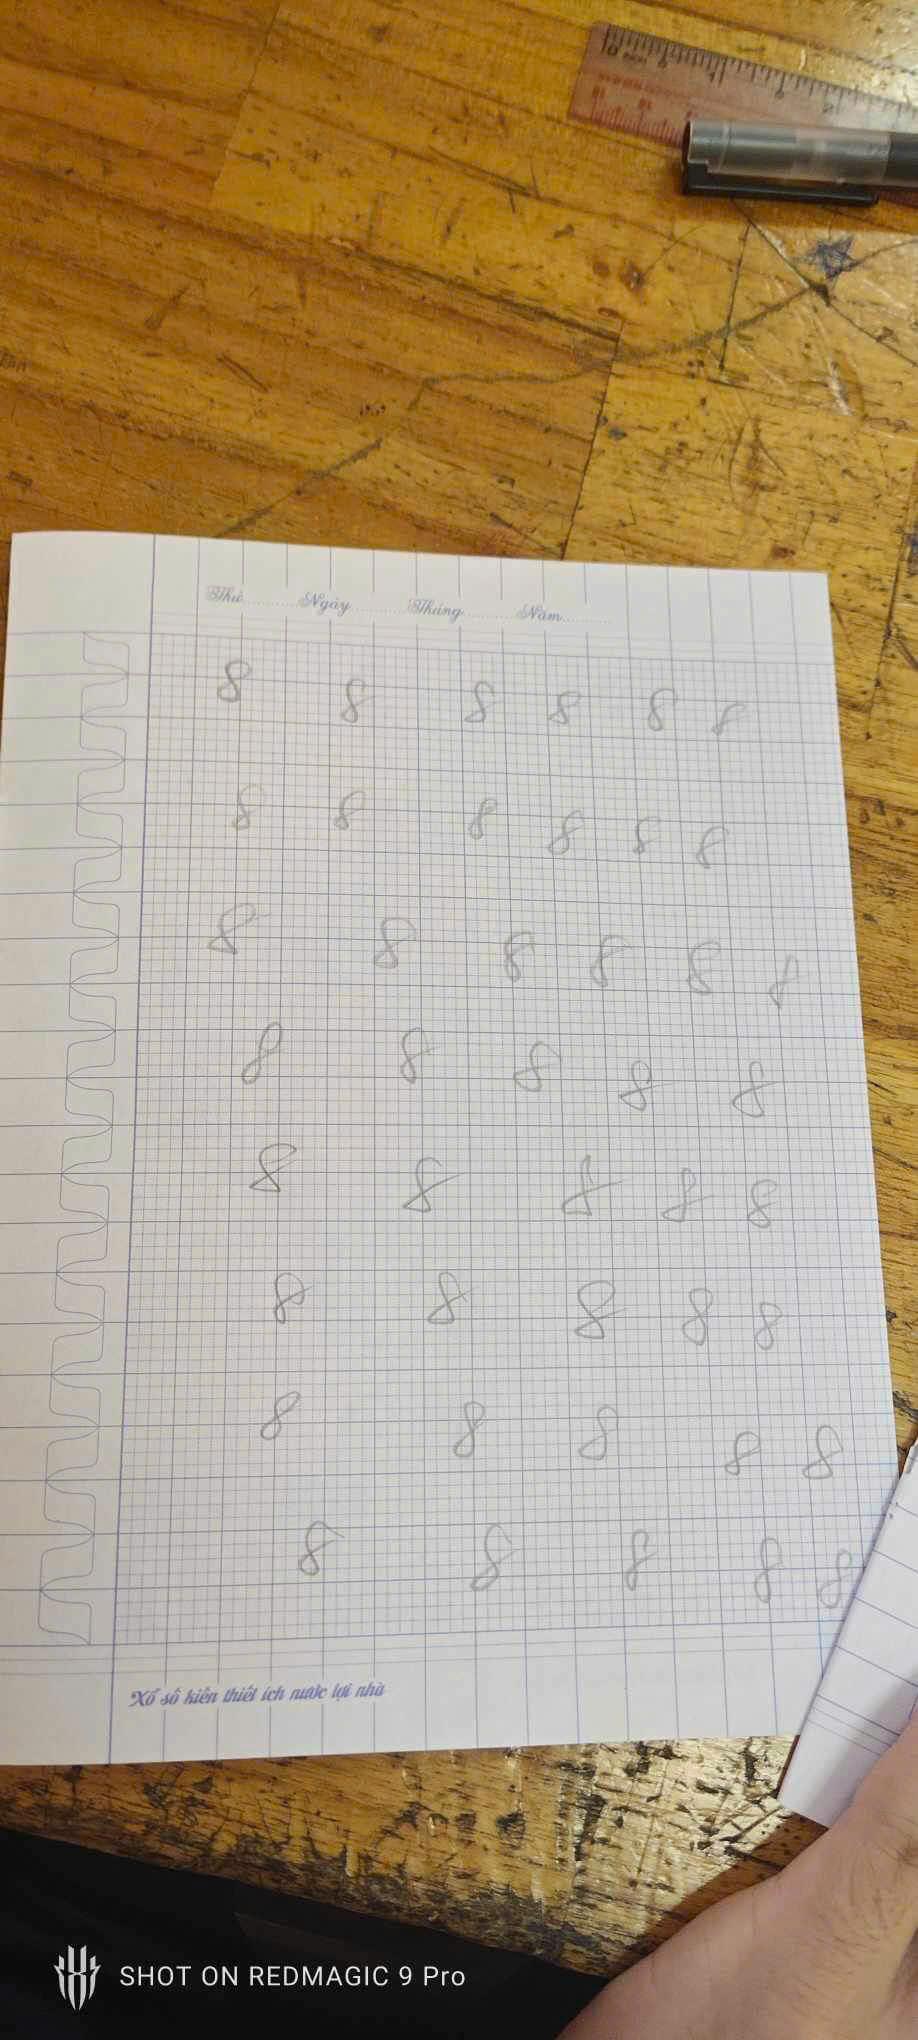 Thứ.......... Ngày.......... Tháng.......... Năm..........
8 8 8 8 8 8
8 8 8 8 8 8
8 8 8 8 8 8
8 8 8 8 8
8 8 8 8 8
8 8 8 8 8
8 8 8 8 8
8 8 8 8 8
Xổ số kiến thiết ích nước lợi nhà
SHOT ON REDMAGIC 9 Pro